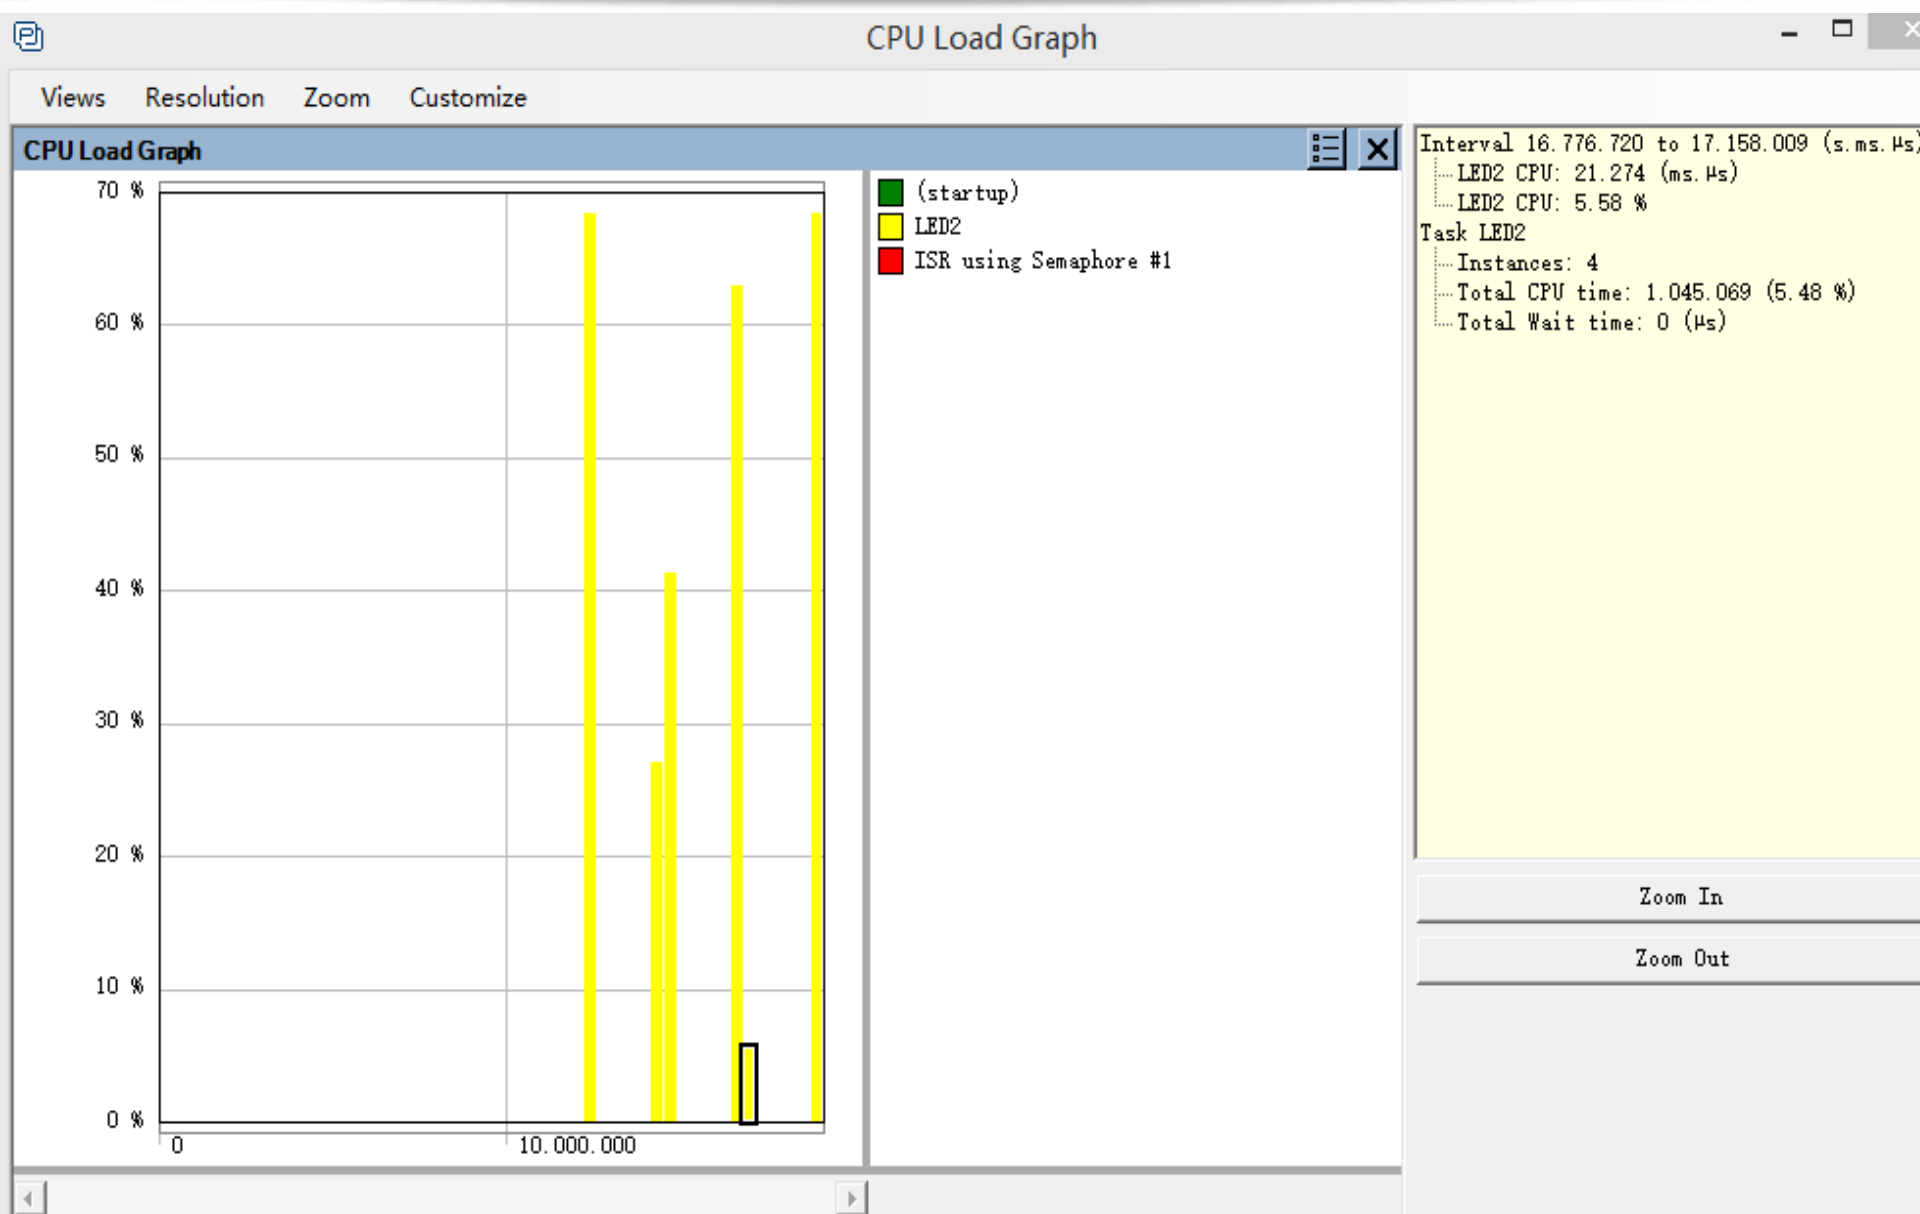 CPU Load Graph
Views Resolution Zoom Customize
CPU Load Graph
70 %
60 %
50 %
40 %
30 %
20 %
10 %
0 %
0
10.000.000
(startup)
LED2
ISR using Semaphore #1
Interval 16.776.720 to 17.158.009 (s.ms.µs)
LED2 CPU: 21.274 (ms.µs)
LED2 CPU: 5.58 %
Task LED2
Instances: 4
Total CPU time: 1.045.069 (5.48 %)
Total Wait time: 0 (µs)
Zoom In
Zoom Out